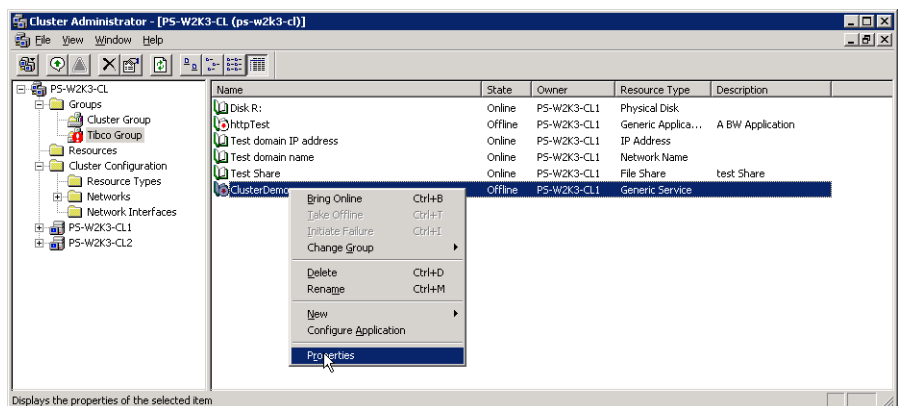 Cluster Administrator - [PS-W2K3-CL (ps-w2k3-cl)]
File View Window Help
PS-W2K3-CL
Groups
Cluster Group
Tibco Group
Resources
Cluster Configuration
Resource Types
Networks
Network Interfaces
PS-W2K3-CL1
PS-W2K3-CL2
Name State Owner Resource Type Description
Disk R: Online PS-W2K3-CL1 Physical Disk
httpTest Offline PS-W2K3-CL1 Generic Applica... A BW Application
Test domain IP address Online PS-W2K3-CL1 IP Address
Test domain name Online PS-W2K3-CL1 Network Name
Test Share Online PS-W2K3-CL1 File Share test Share
ClusterDemo Offline PS-W2K3-CL1 Generic Service
Bring Online Ctrl+B
Take Offline Ctrl+T
Initiate Failure Ctrl+I
Change Group
Delete Ctrl+D
Rename Ctrl+M
New
Configure Application
Properties
Displays the properties of the selected item